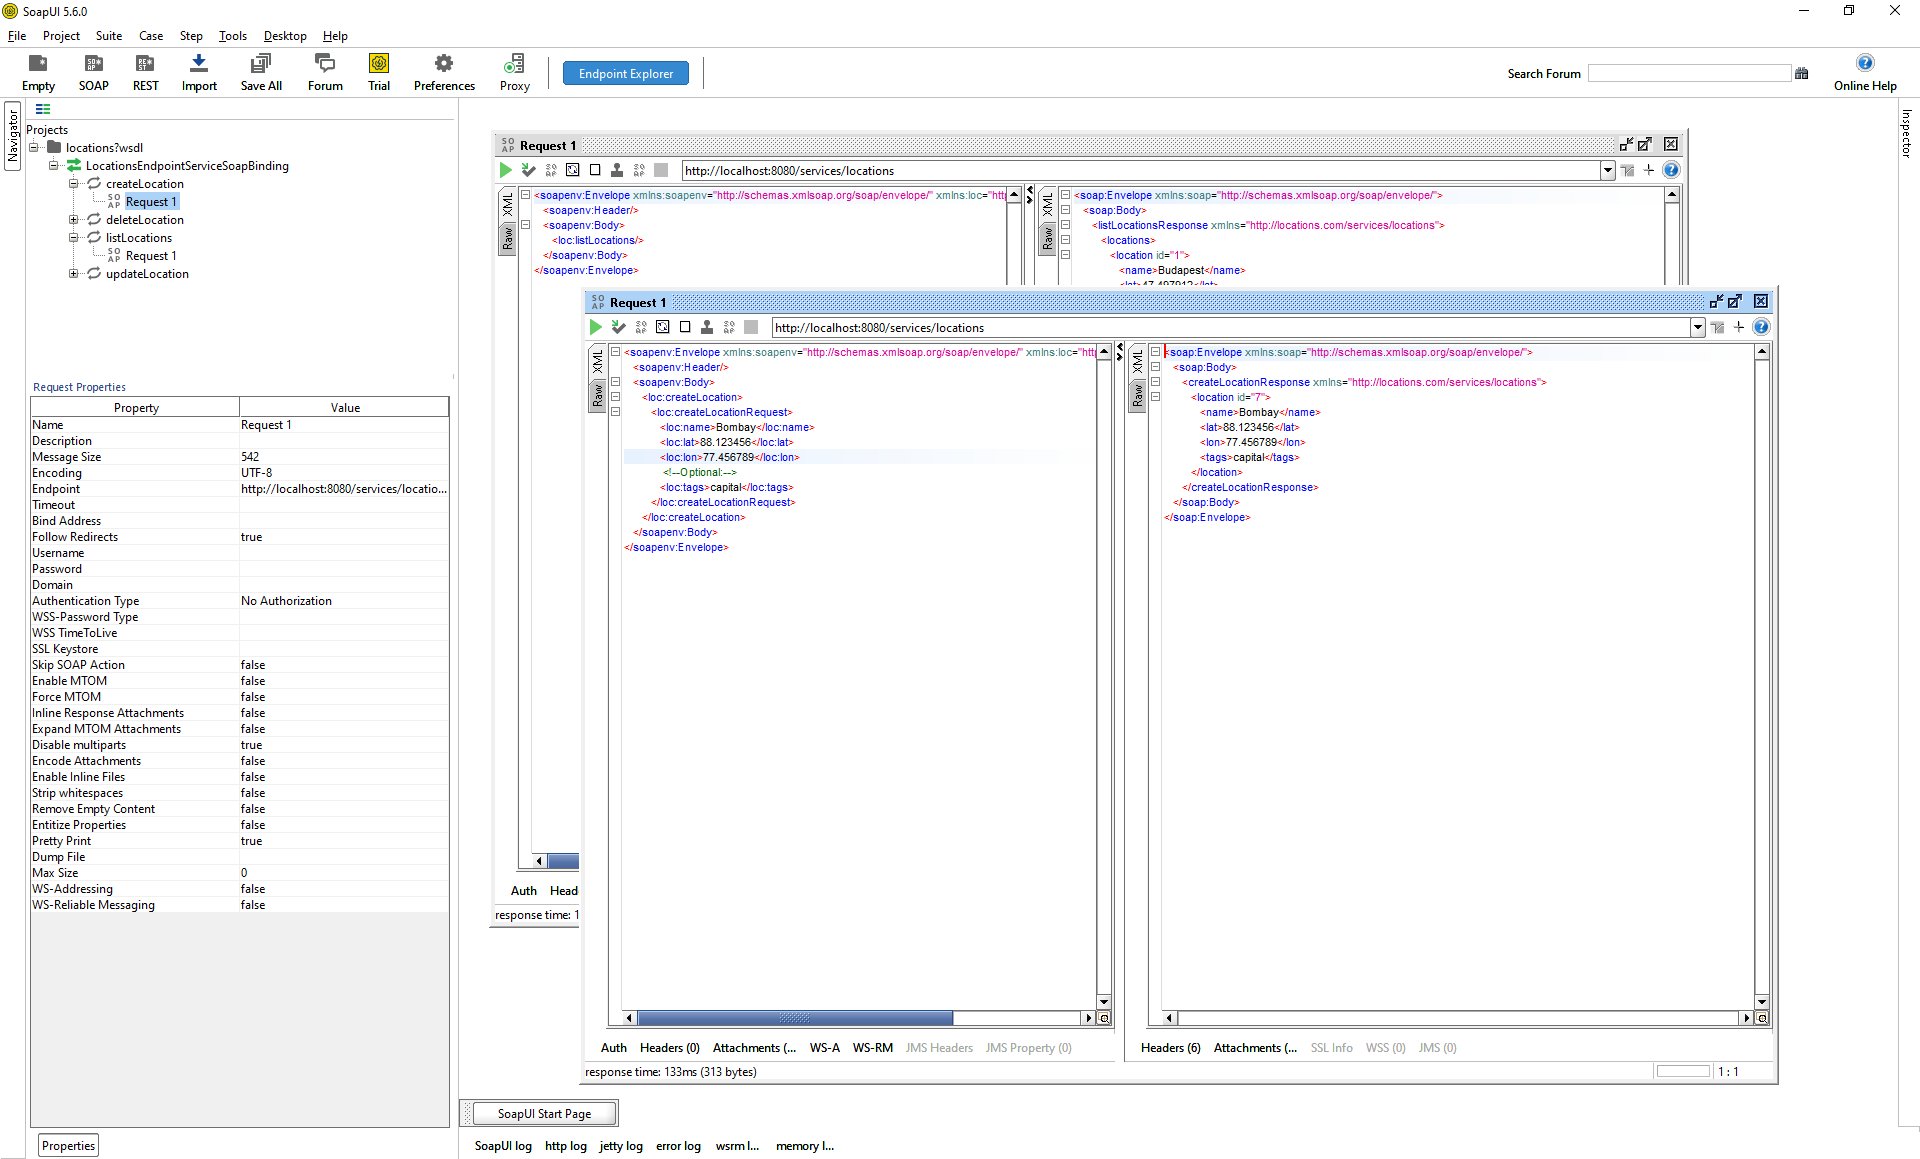 SoapUI 5.6.0
File Project Suite Case Step Tools Desktop Help
Empty SOAP REST Import Save All Forum Trial Preferences Proxy Endpoint Explorer Search Forum Online Help
Navigator
Inspector
Projects
locations?wsdl
LocationsEndpointServiceSoapBinding
createLocation
Request 1
deleteLocation
listLocations
Request 1
updateLocation
Request Properties
Property Value
Name Request 1
Description
Message Size 542
Encoding UTF-8
Endpoint http://localhost:8080/services/locatio...
Timeout
Bind Address
Follow Redirects true
Username
Password
Domain
Authentication Type No Authorization
WSS-Password Type
WSS TimeToLive
SSL Keystore
Skip SOAP Action false
Enable MTOM false
Force MTOM false
Inline Response Attachments false
Expand MTOM Attachments false
Disable multiparts true
Encode Attachments false
Enable Inline Files false
Strip whitespaces false
Remove Empty Content false
Entitize Properties false
Pretty Print true
Dump File
Max Size 0
WS-Addressing false
WS-Reliable Messaging false
Properties
Request 1
http://localhost:8080/services/locations
XML
Raw
<soapenv:Envelope xmlns:soapenv="http://schemas.xmlsoap.org/soap/envelope/" xmlns:loc="http
<soapenv:Header/>
<soapenv:Body>
<loc:listLocations/>
</soapenv:Body>
</soapenv:Envelope>
XML
Raw
<soap:Envelope xmlns:soap="http://schemas.xmlsoap.org/soap/envelope/">
<soap:Body>
<listLocationsResponse xmlns="http://locations.com/services/locations">
<locations>
<location id="1">
<name>Budapest</name>
<lat>47.497912</lat>
Auth Head
response time: 1
Request 1
http://localhost:8080/services/locations
XML
Raw
<soapenv:Envelope xmlns:soapenv="http://schemas.xmlsoap.org/soap/envelope/" xmlns:loc="http
<soapenv:Header/>
<soapenv:Body>
<loc:createLocation>
<loc:createLocationRequest>
<loc:name>Bombay</loc:name>
<loc:lat>88.123456</loc:lat>
<loc:lon>77.456789</loc:lon>
<!--Optional:-->
<loc:tags>capital</loc:tags>
</loc:createLocationRequest>
</loc:createLocation>
</soapenv:Body>
</soapenv:Envelope>
XML
Raw
<soap:Envelope xmlns:soap="http://schemas.xmlsoap.org/soap/envelope/">
<soap:Body>
<createLocationResponse xmlns="http://locations.com/services/locations">
<location id="7">
<name>Bombay</name>
<lat>88.123456</lat>
<lon>77.456789</lon>
<tags>capital</tags>
</location>
</createLocationResponse>
</soap:Body>
</soap:Envelope>
Auth Headers (0) Attachments (... WS-A WS-RM JMS Headers JMS Property (0)
Headers (6) Attachments (... SSL Info WSS (0) JMS (0)
response time: 133ms (313 bytes) 1 : 1
SoapUI Start Page
SoapUI log http log jetty log error log wsrm l... memory l...